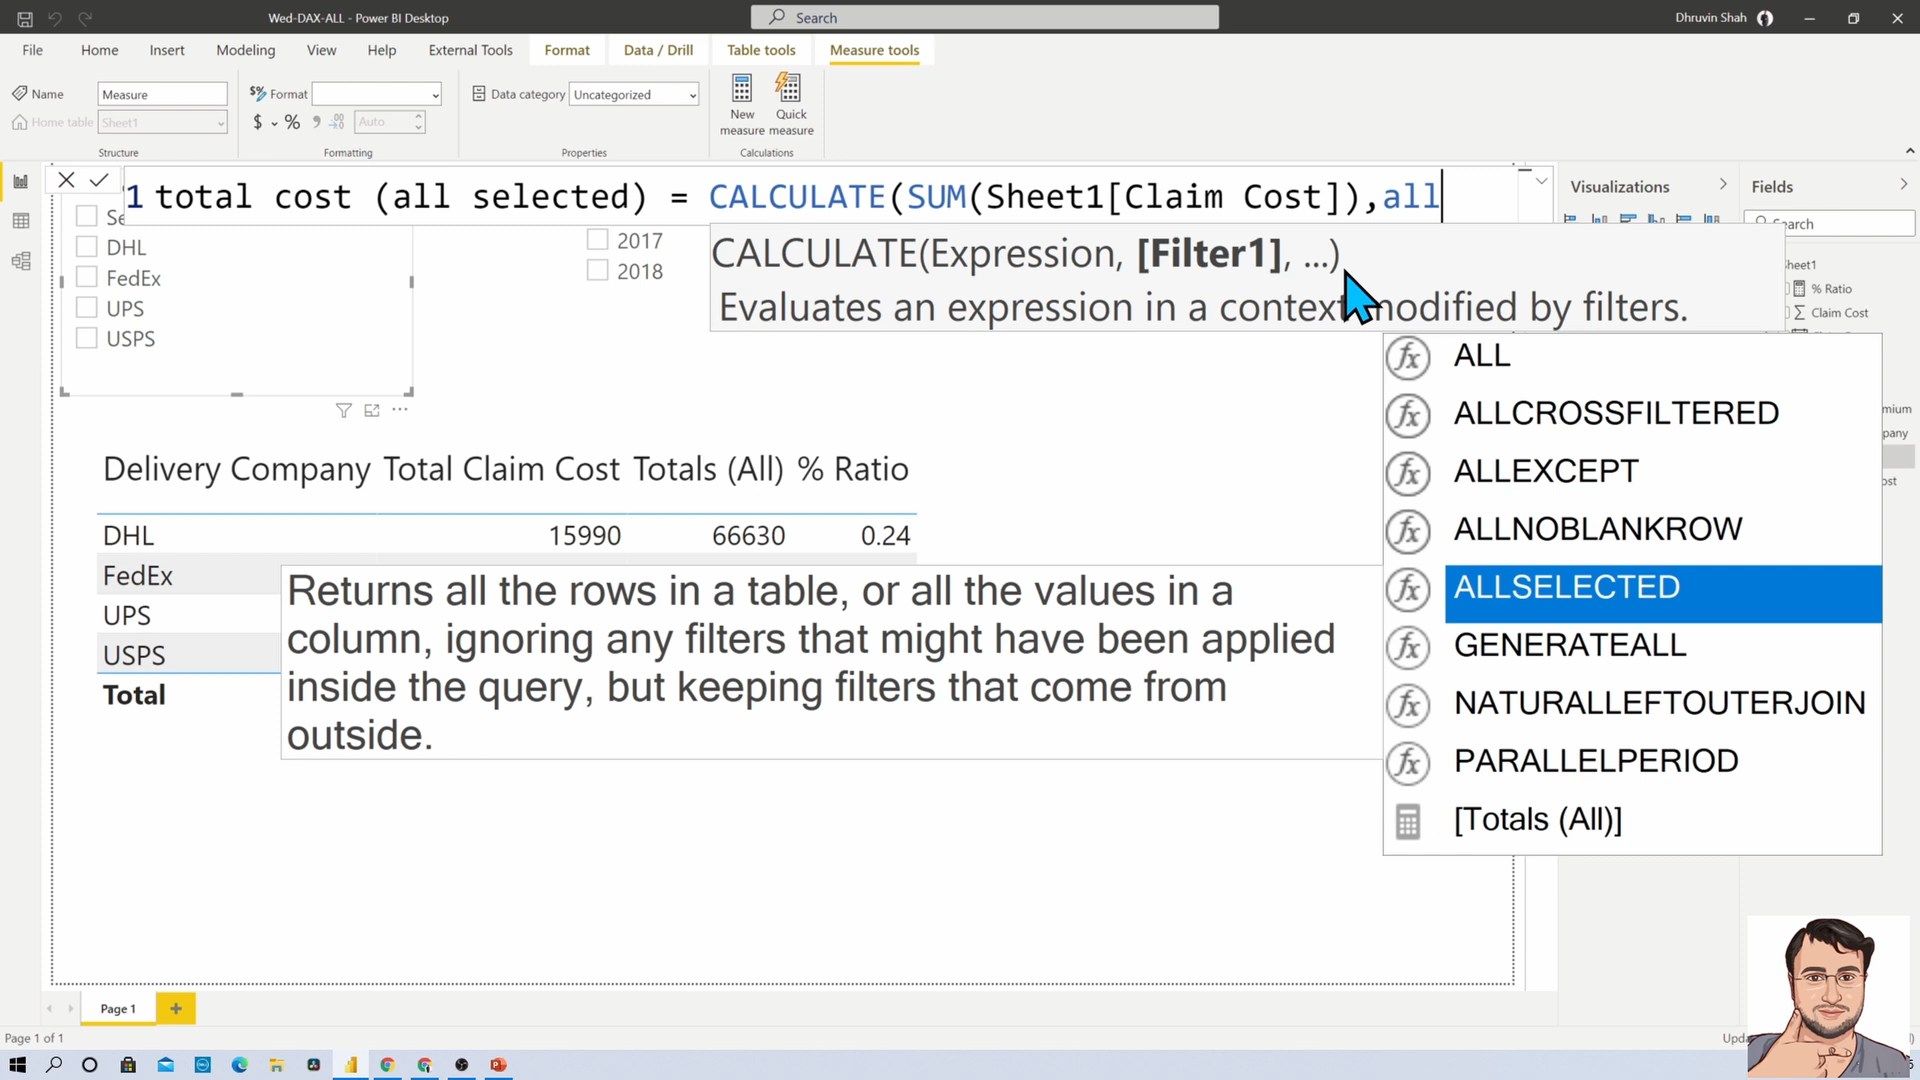 Wed-DAX-ALL - Power BI Desktop
Search
Dhruvin Shah
File Home Insert Modeling View Help External Tools Format Data / Drill Table tools Measure tools
Name Measure
Home table Sheet1
Structure
$% Format
$ % Auto
Formatting
Data category Uncategorized
Properties
New measure
Quick measure
Calculations
1 total cost (all selected) = CALCULATE(SUM(Sheet1[Claim Cost]),all
CALCULATE(Expression, [Filter1], ...)
Evaluates an expression in a context modified by filters.
Se
DHL
FedEx
UPS
USPS
2017
2018
ALL
ALLCROSSFILTERED
ALLEXCEPT
ALLNOBLANKROW
ALLSELECTED
GENERATEALL
NATURALLEFTOUTERJOIN
PARALLELPERIOD
[Totals (All)]
Delivery Company Total Claim Cost Totals (All) % Ratio
DHL 15990 66630 0.24
FedEx
UPS
USPS
Total
Returns all the rows in a table, or all the values in a
column, ignoring any filters that might have been applied
inside the query, but keeping filters that come from
outside.
Visualizations
Fields
Search
heet1
% Ratio
Claim Cost
mium
pany
ost
Page 1
Page 1 of 1
Upda